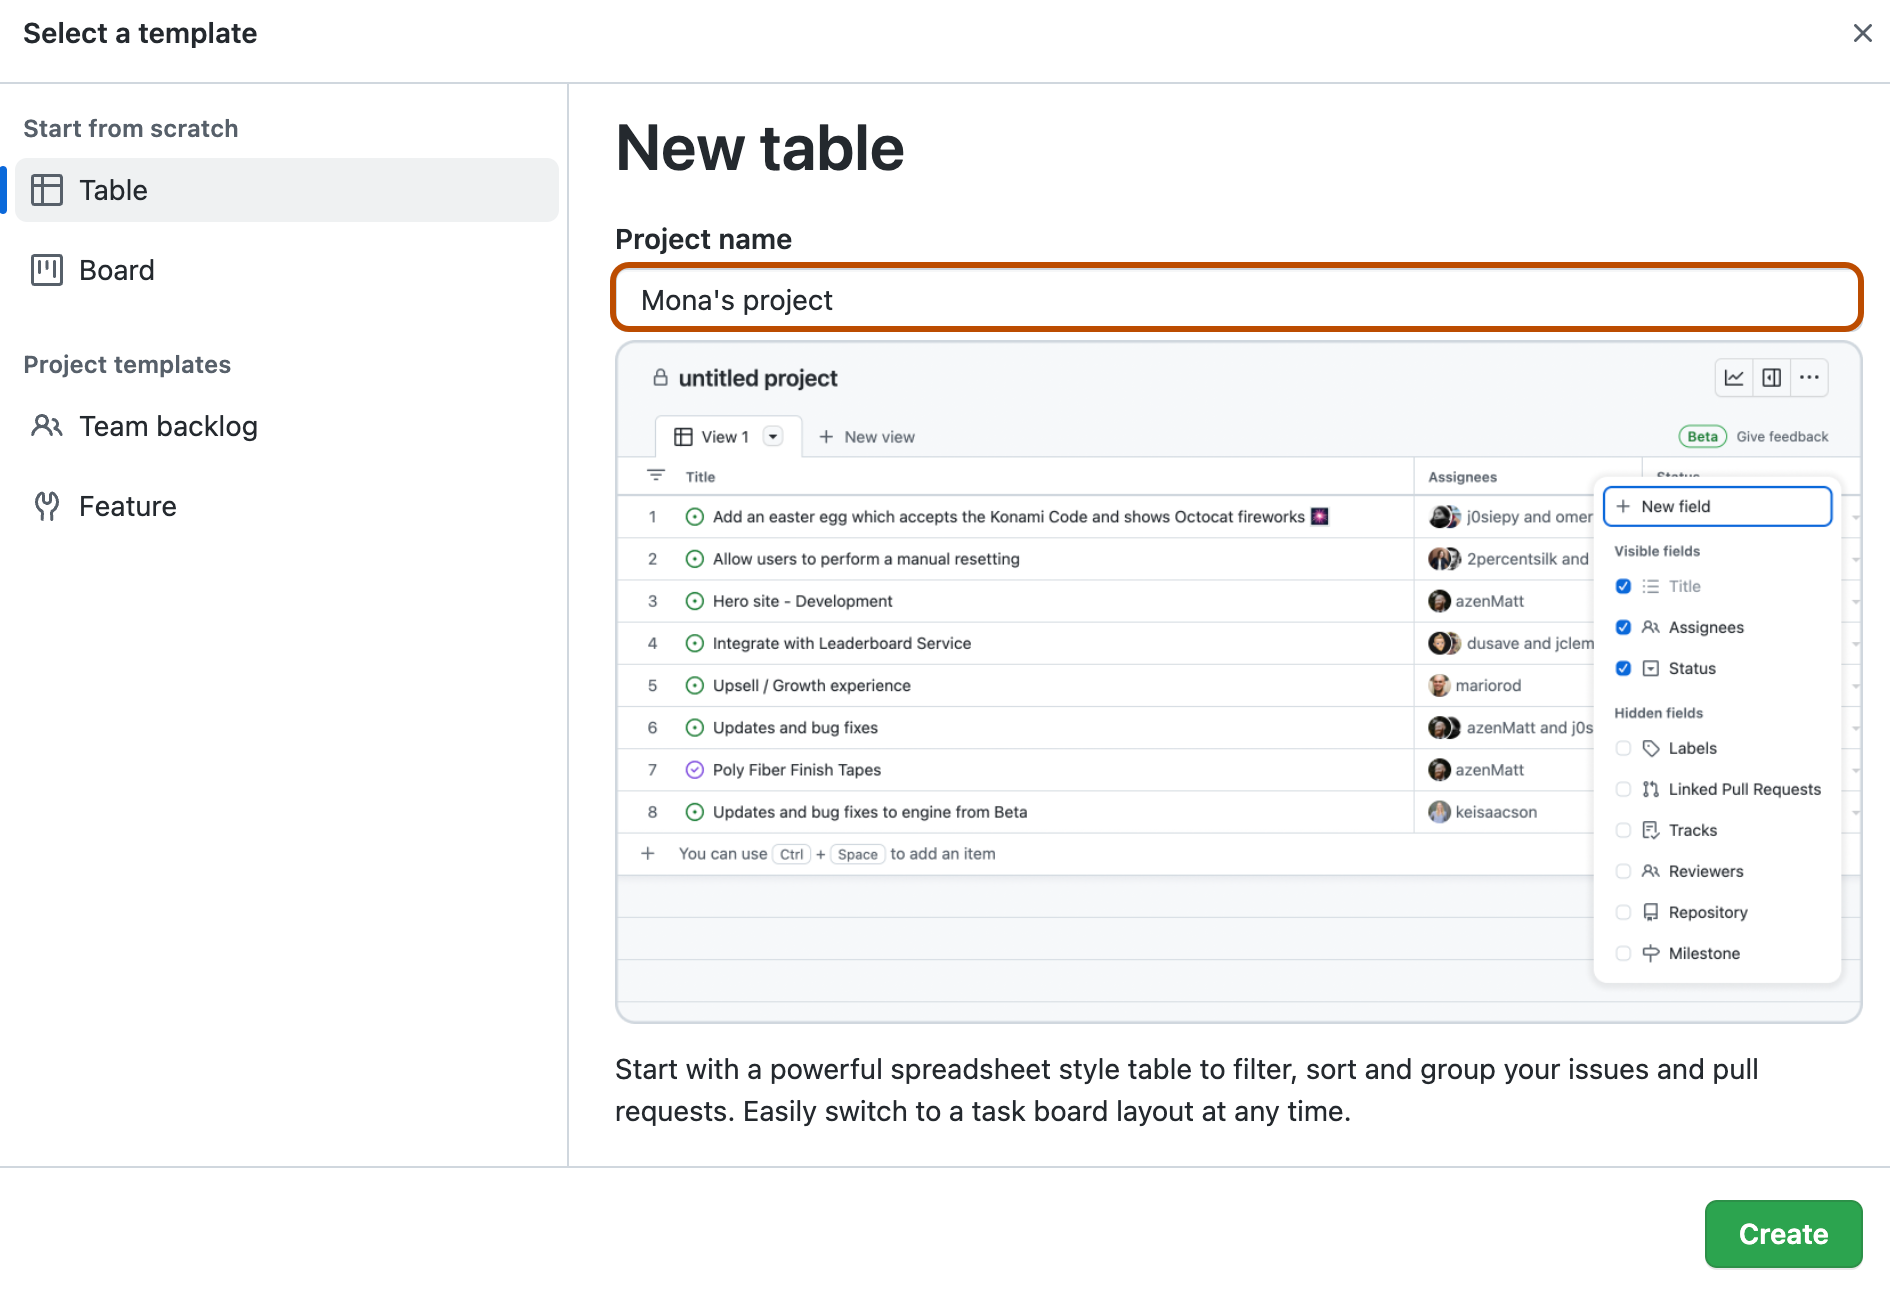 Select a template
Start from scratch
Table
Board
Project templates
Team backlog
Feature
New table
Project name
Mona's project
untitled project
View 1
New view
Beta Give feedback
Title Assignees Status
1 Add an easter egg which accepts the Konami Code and shows Octocat fireworks j0siepy and omer
2 Allow users to perform a manual resetting 2percentsilk and
3 Hero site - Development azenMatt
4 Integrate with Leaderboard Service dusave and jclem
5 Upsell / Growth experience mariorod
6 Updates and bug fixes azenMatt and j0s
7 Poly Fiber Finish Tapes azenMatt
8 Updates and bug fixes to engine from Beta keisaacson
+ You can use Ctrl + Space to add an item
+ New field
Visible fields
Title
Assignees
Status
Hidden fields
Labels
Linked Pull Requests
Tracks
Reviewers
Repository
Milestone
Start with a powerful spreadsheet style table to filter, sort and group your issues and pull
requests. Easily switch to a task board layout at any time.
Create